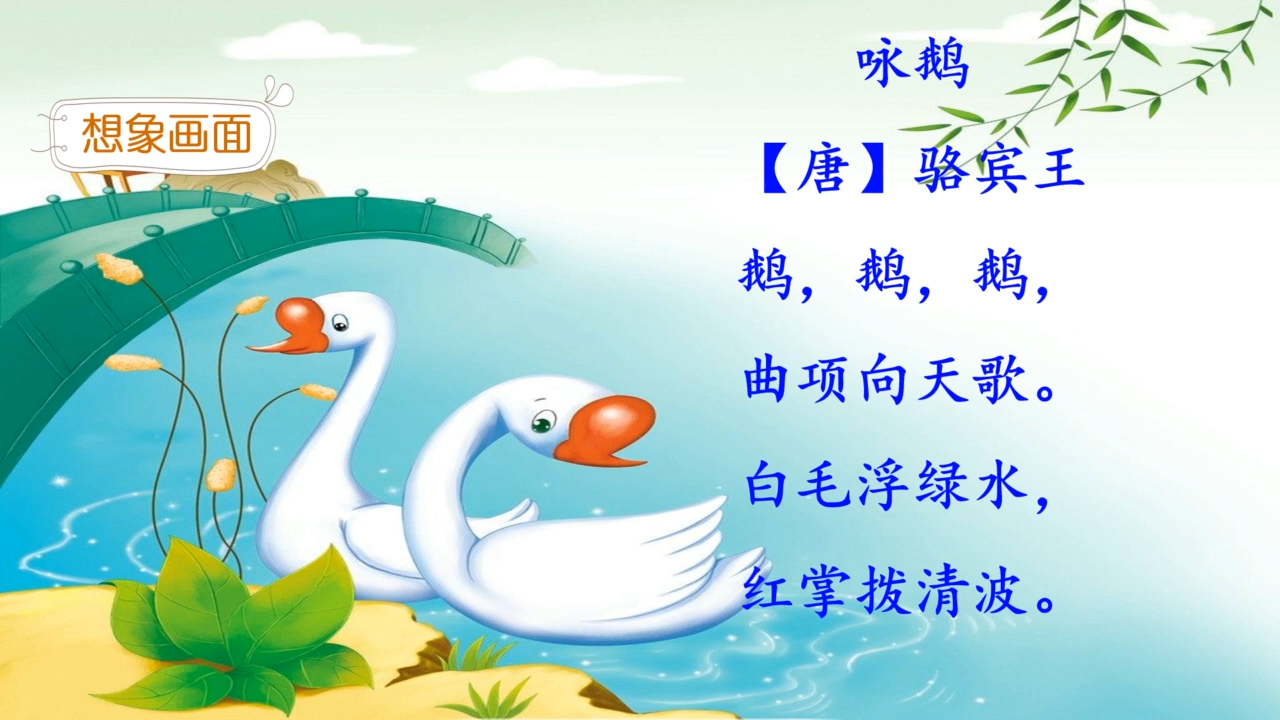 想象画面
咏鹅
【唐】骆宾王
鹅，鹅，鹅，
曲项向天歌。
白毛浮绿水，
红掌拨清波。